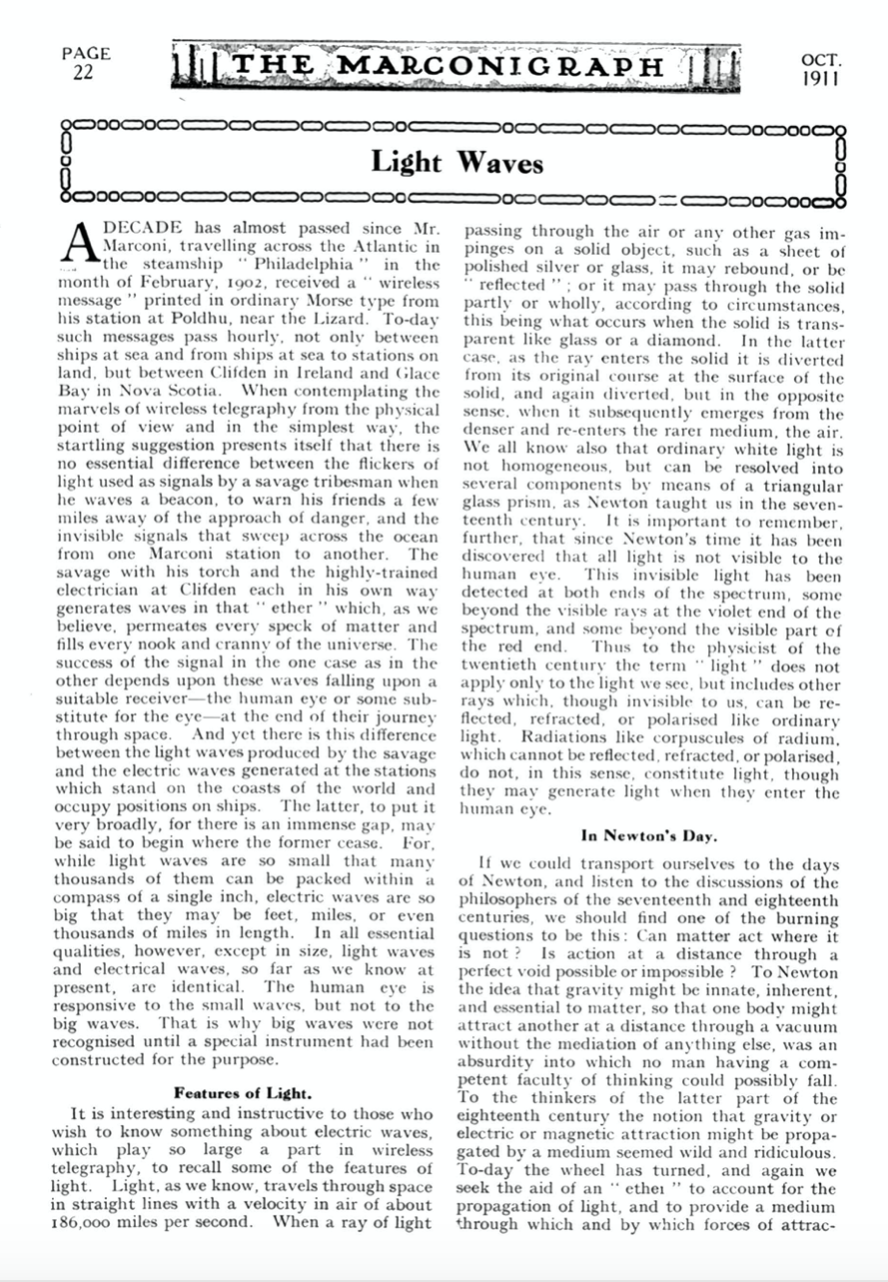 PAGE
22
THE MARCONIGRAPH
OCT.
1911
Light Waves
A DECADE has almost passed since Mr.
Marconi, travelling across the Atlantic in
the steamship " Philadelphia " in the
month of February, 1902, received a " wireless
message " printed in ordinary Morse type from
his station at Poldhu, near the Lizard. To-day
such messages pass hourly, not only between
ships at sea and from ships at sea to stations on
land, but between Clifden in Ireland and Glace
Bay in Nova Scotia. When contemplating the
marvels of wireless telegraphy from the physical
point of view and in the simplest way, the
startling suggestion presents itself that there is
no essential difference between the flickers of
light used as signals by a savage tribesman when
he waves a beacon, to warn his friends a few
miles away of the approach of danger, and the
invisible signals that sweep across the ocean
from one Marconi station to another. The
savage with his torch and the highly-trained
electrician at Clifden each in his own way
generates waves in that " ether " which, as we
believe, permeates every speck of matter and
fills every nook and cranny of the universe. The
success of the signal in the one case as in the
other depends upon these waves falling upon a
suitable receiver—the human eye or some sub-
stitute for the eye—at the end of their journey
through space. And yet there is this difference
between the light waves produced by the savage
and the electric waves generated at the stations
which stand on the coasts of the world and
occupy positions on ships. The latter, to put it
very broadly, for there is an immense gap, may
be said to begin where the former cease. For,
while light waves are so small that many
thousands of them can be packed within a
compass of a single inch, electric waves are so
big that they may be feet, miles, or even
thousands of miles in length. In all essential
qualities, however, except in size, light waves
and electrical waves, so far as we know at
present, are identical. The human eye is
responsive to the small waves, but not to the
big waves. That is why big waves were not
recognised until a special instrument had been
constructed for the purpose.
Features of Light.
It is interesting and instructive to those who
wish to know something about electric waves,
which play so large a part in wireless
telegraphy, to recall some of the features of
light. Light, as we know, travels through space
in straight lines with a velocity in air of about
186,000 miles per second. When a ray of light
passing through the air or any other gas im-
pinges on a solid object, such as a sheet of
polished silver or glass, it may rebound, or be
" reflected " ; or it may pass through the solid
partly or wholly, according to circumstances,
this being what occurs when the solid is trans-
parent like glass or a diamond. In the latter
case, as the ray enters the solid it is diverted
from its original course at the surface of the
solid, and again diverted, but in the opposite
sense, when it subsequently emerges from the
denser and re-enters the rarer medium, the air.
We all know also that ordinary white light is
not homogeneous, but can be resolved into
several components by means of a triangular
glass prism, as Newton taught us in the seven-
teenth century. It is important to remember,
further, that since Newton's time it has been
discovered that all light is not visible to the
human eye. This invisible light has been
detected at both ends of the spectrum, some
beyond the visible rays at the violet end of the
spectrum, and some beyond the visible part of
the red end. Thus to the physicist of the
twentieth century the term " light " does not
apply only to the light we see, but includes other
rays which, though invisible to us, can be re-
flected, refracted, or polarised like ordinary
light. Radiations like corpuscules of radium,
which cannot be reflected, refracted, or polarised,
do not, in this sense, constitute light, though
they may generate light when they enter the
human eye.
In Newton's Day.
If we could transport ourselves to the days
of Newton, and listen to the discussions of the
philosophers of the seventeenth and eighteenth
centuries, we should find one of the burning
questions to be this : Can matter act where it
is not ? Is action at a distance through a
perfect void possible or impossible ? To Newton
the idea that gravity might be innate, inherent,
and essential to matter, so that one body might
attract another at a distance through a vacuum
without the mediation of anything else, was an
absurdity into which no man having a com-
petent faculty of thinking could possibly fall.
To the thinkers of the latter part of the
eighteenth century the notion that gravity or
electric or magnetic attraction might be propa-
gated by a medium seemed wild and ridiculous.
To-day the wheel has turned, and again we
seek the aid of an " ether " to account for the
propagation of light, and to provide a medium
through which and by which forces of attrac-